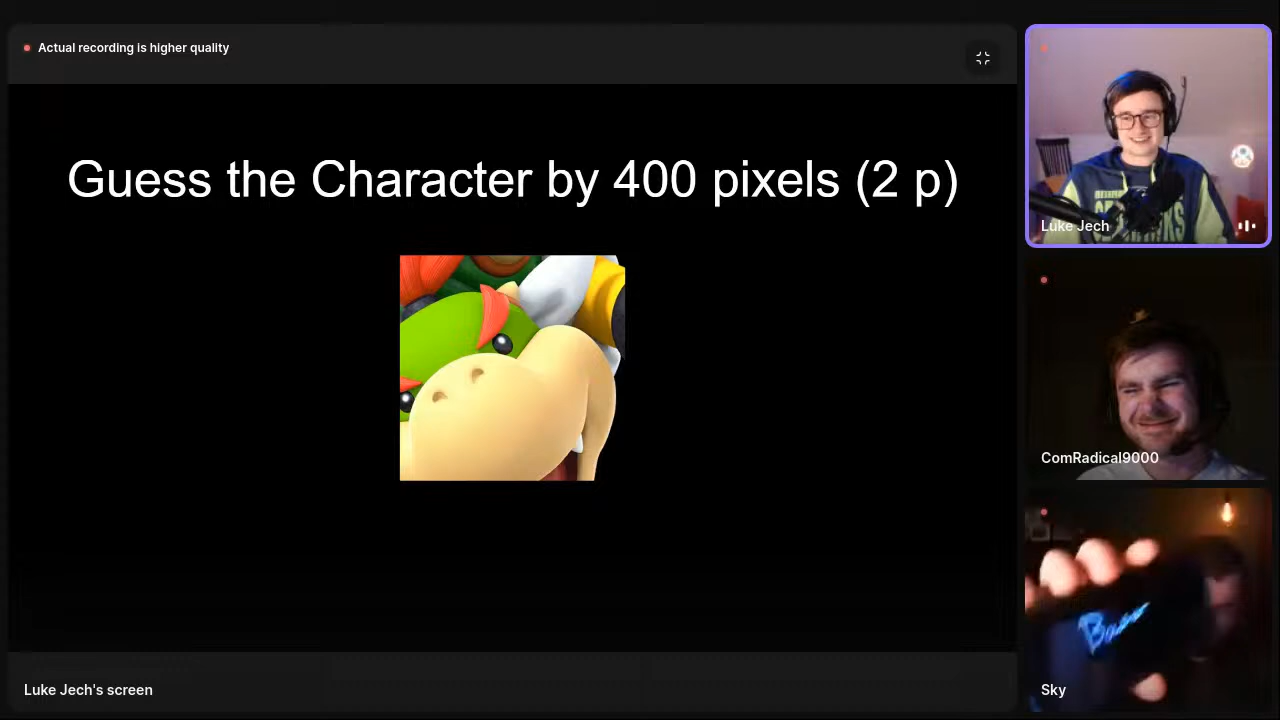 Actual recording is higher quality
Guess the Character by 400 pixels (2 p)
Luke Jech
ComRadical9000
Luke Jech's screen
Sky